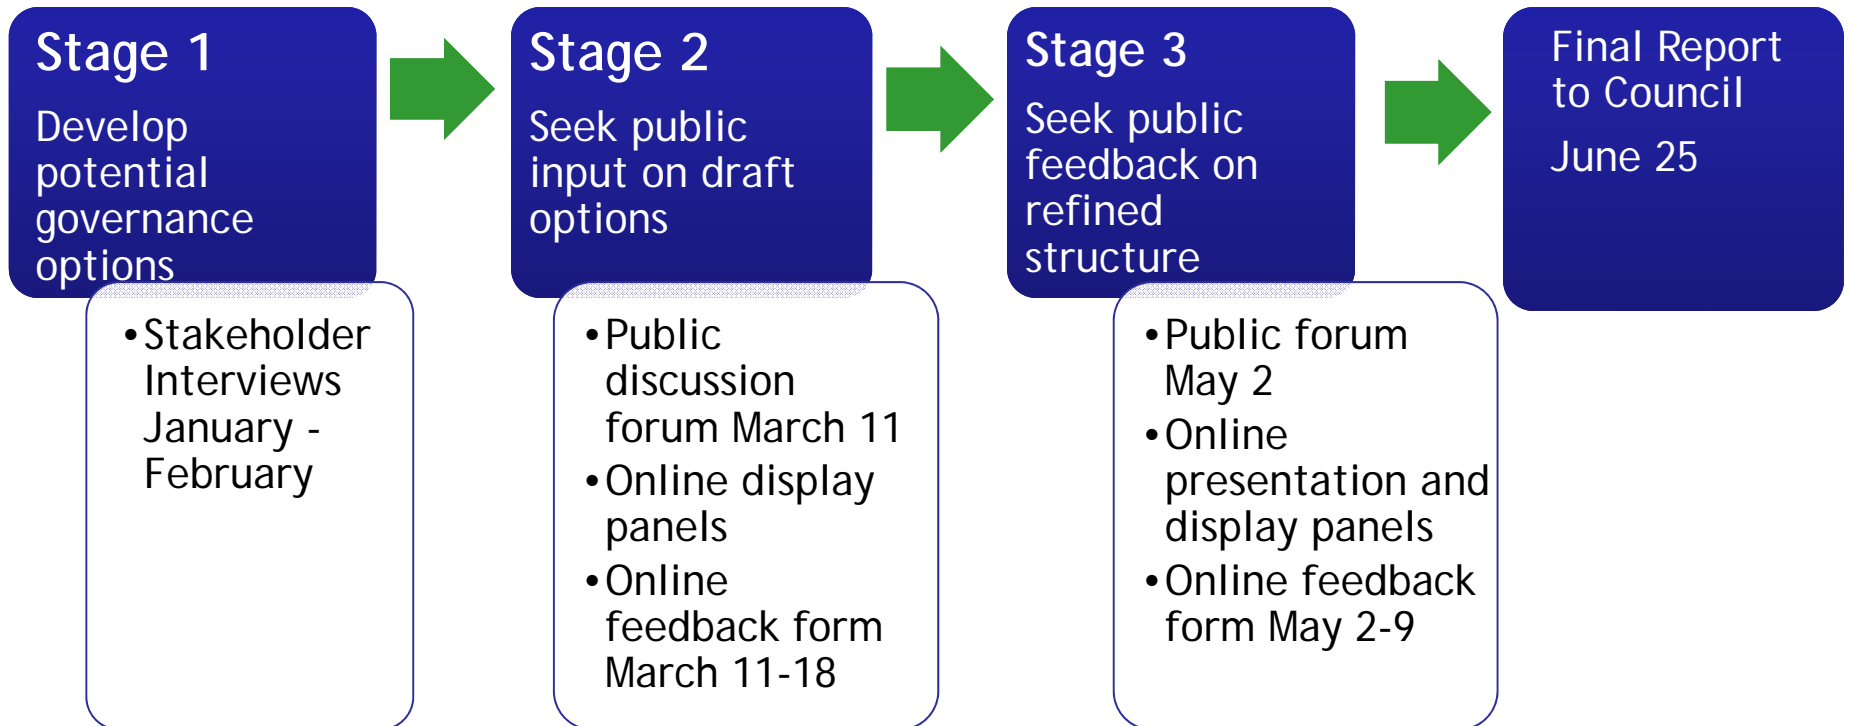 Stage 1
Develop
potential
governance
options
•Stakeholder
Interviews
January -
February
Stage 2
Seek public
input on draft
options
•Public
discussion
forum March 11
•Online display
panels
•Online
feedback form
March 11-18
Stage 3
Seek public
feedback on
refined
structure
•Public forum
May 2
•Online
presentation and
display panels
•Online feedback
form May 2-9
Final Report
to Council
June 25